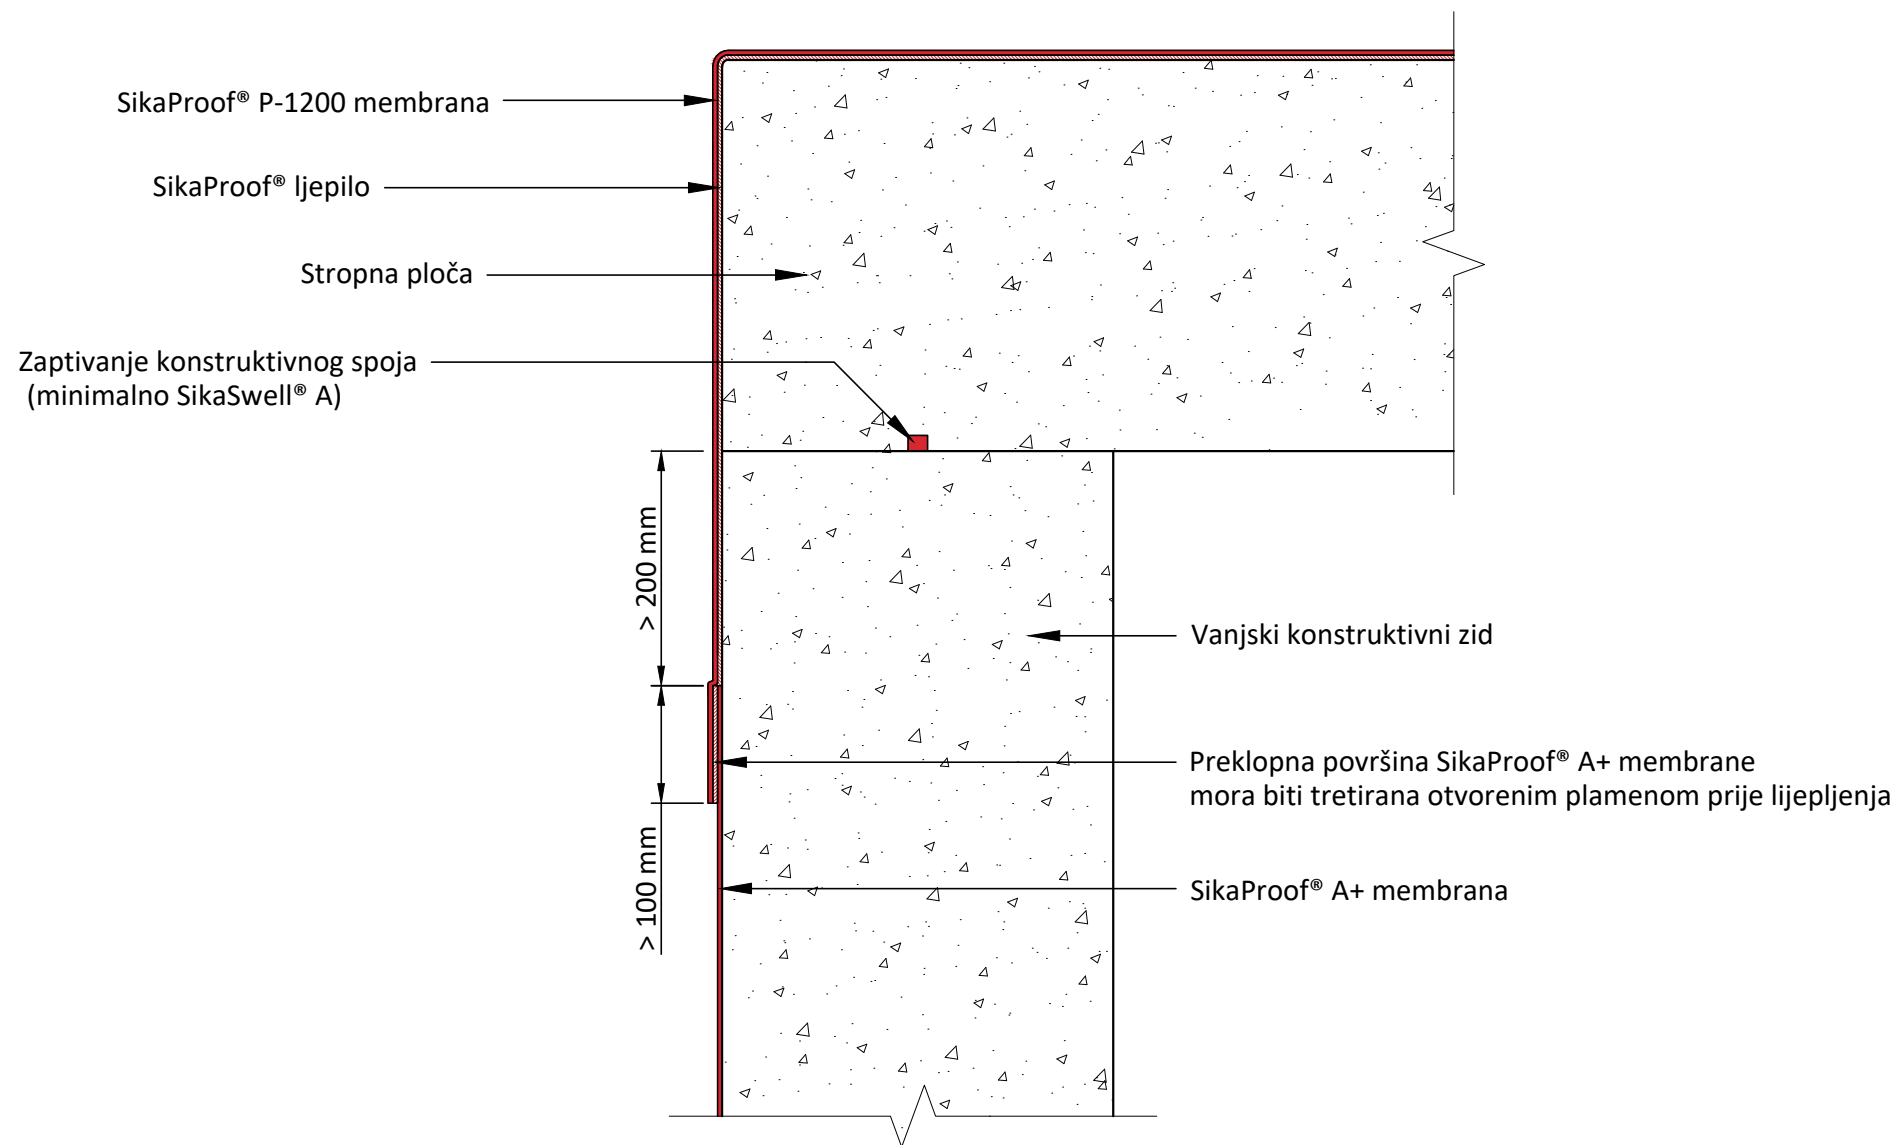 SikaProof® P-1200 membrana
SikaProof® ljepilo
Stropna ploča
Zaptivanje konstruktivnog spoja
(minimalno SikaSwell® A)
> 200 mm
> 100 mm
Vanjski konstruktivni zid
Preklopna površina SikaProof® A+ membrane
mora biti tretirana otvorenim plamenom prije lijepljenja
SikaProof® A+ membrana